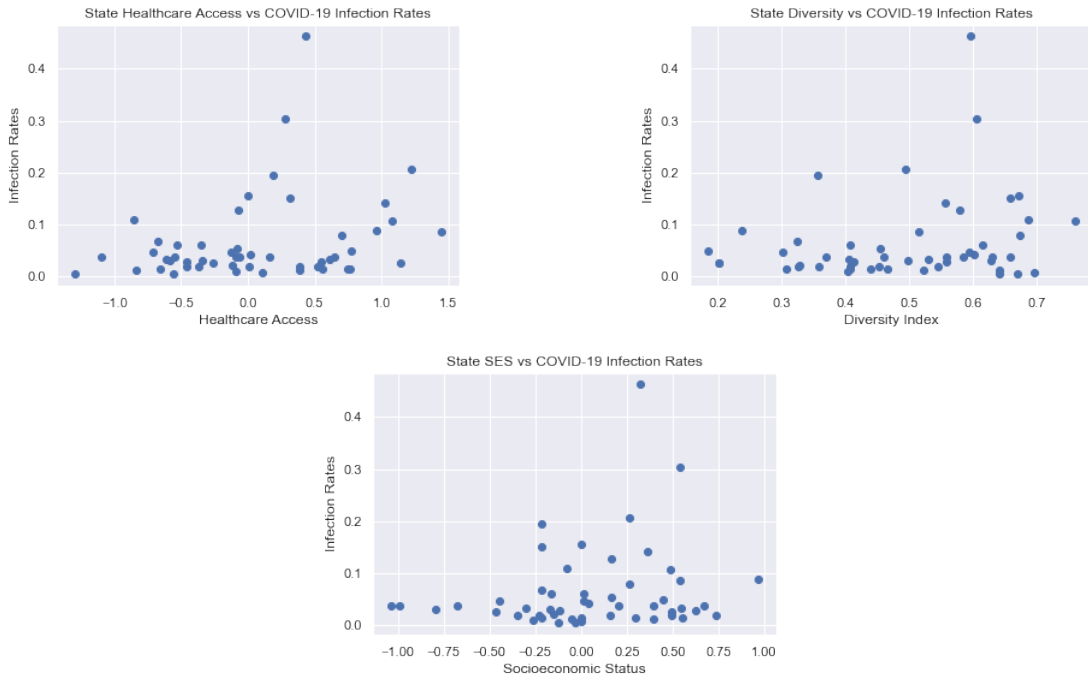 State Healthcare Access vs COVID-19 Infection Rates
Infection Rates
0.4
0.3
0.2
0.1
0.0
−1.0 −0.5 0.0 0.5 1.0 1.5
Healthcare Access
State Diversity vs COVID-19 Infection Rates
Infection Rates
0.4
0.3
0.2
0.1
0.0
0.2 0.3 0.4 0.5 0.6 0.7
Diversity Index
State SES vs COVID-19 Infection Rates
Infection Rates
0.4
0.3
0.2
0.1
0.0
−1.00 −0.75 −0.50 −0.25 0.00 0.25 0.50 0.75 1.00
Socioeconomic Status